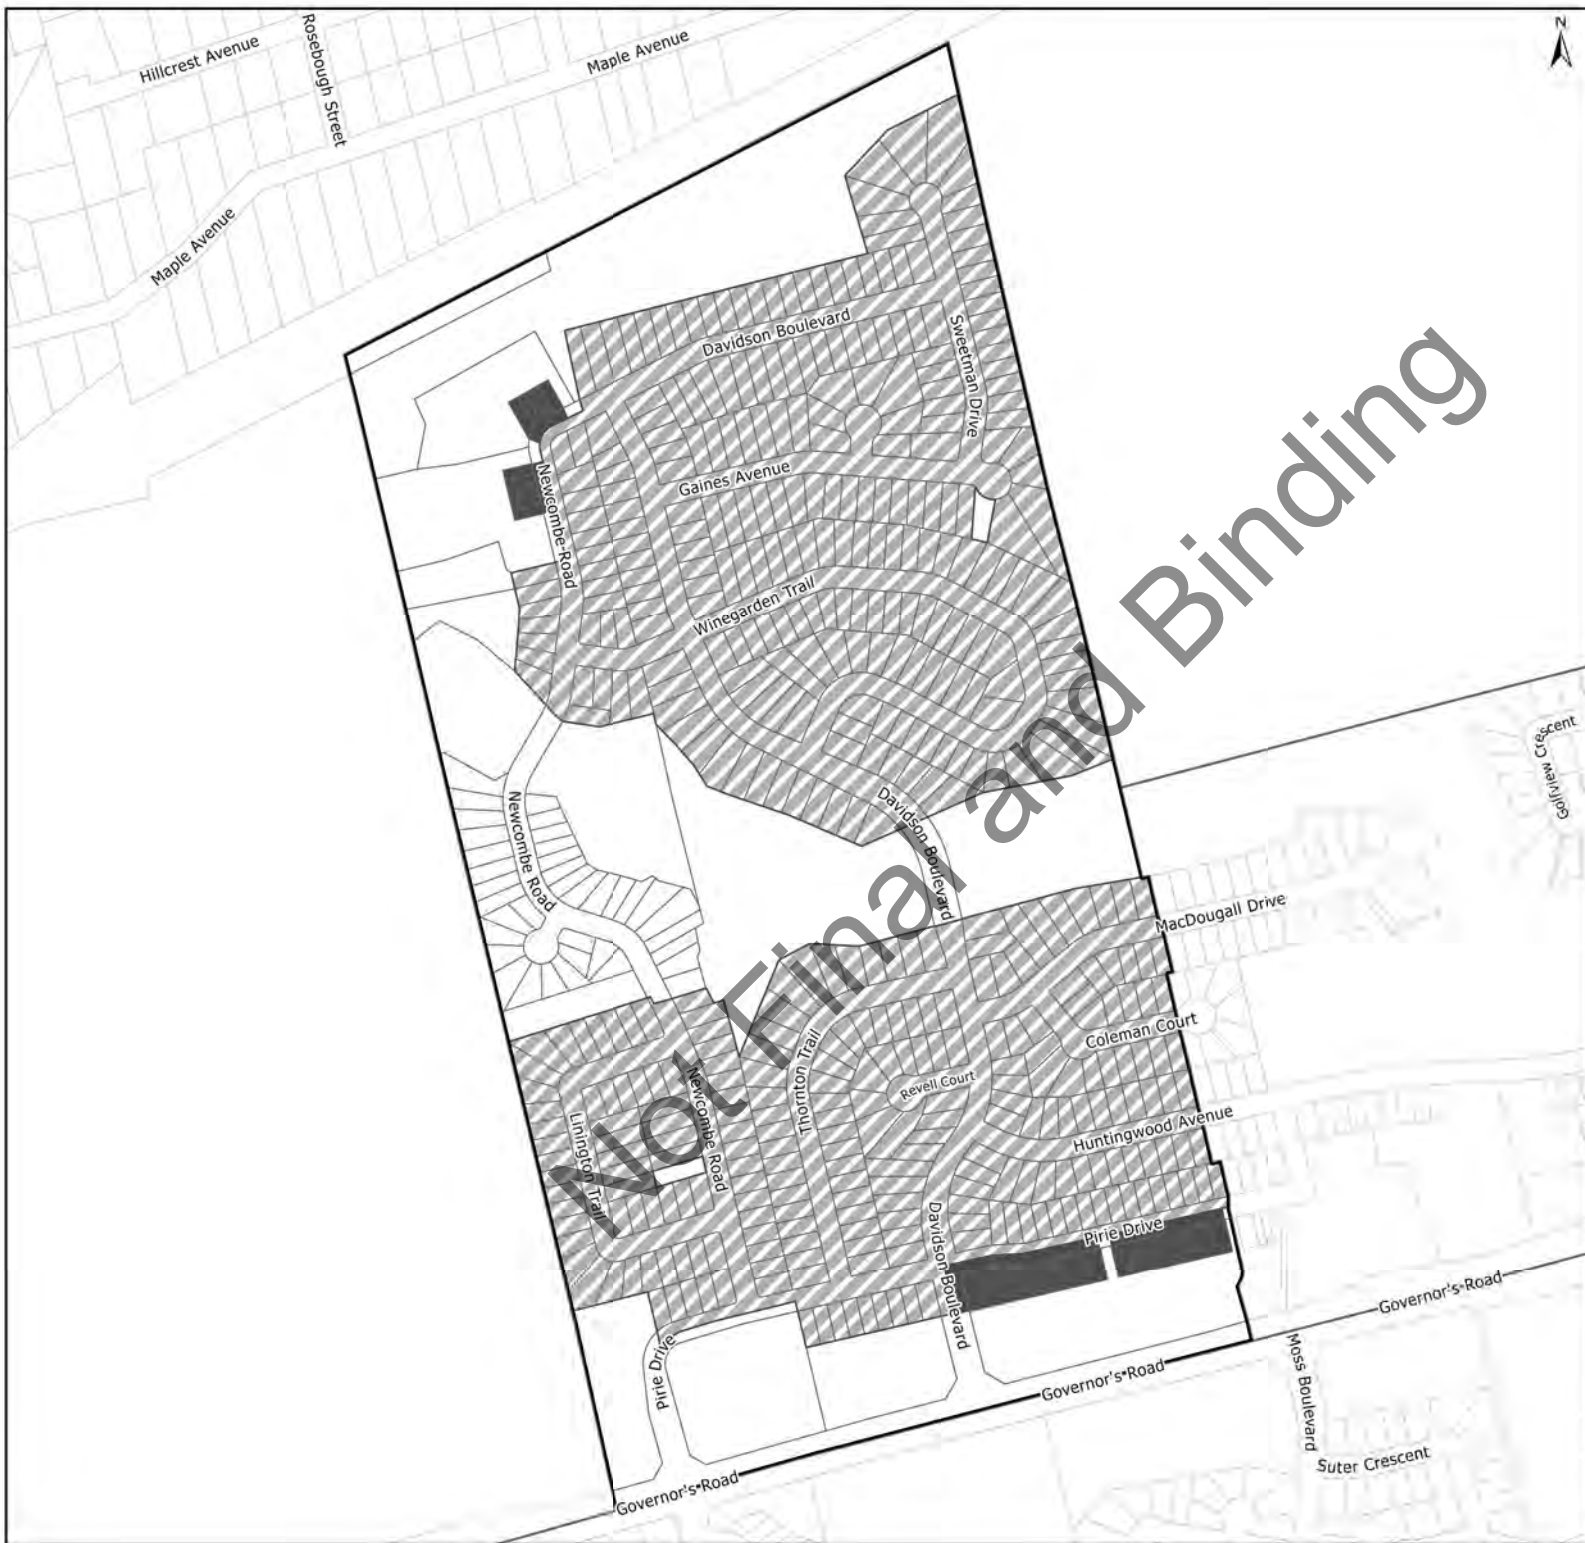 N
Hillcrest Avenue
Rosebough Street
Maple Avenue
Maple Avenue
Davidson Boulevard
Sweetman Drive
Gaines Avenue
Newcombe Road
Winegarden Trail
Golfview Crescent
Newcombe Road
Davidson Boulevard
Davidson Boulevard
MacDougall Drive
Coleman Court
Revell Court
Thornton Trail
Newcombe Road
Linington Trail
Huntingwood Avenue
Pirie Drive
Davidson Boulevard
Governor's Road
Pirie Drive
Governor's Road
Moss Boulevard
Suter Crescent
Governor's Road
Not Final and Binding